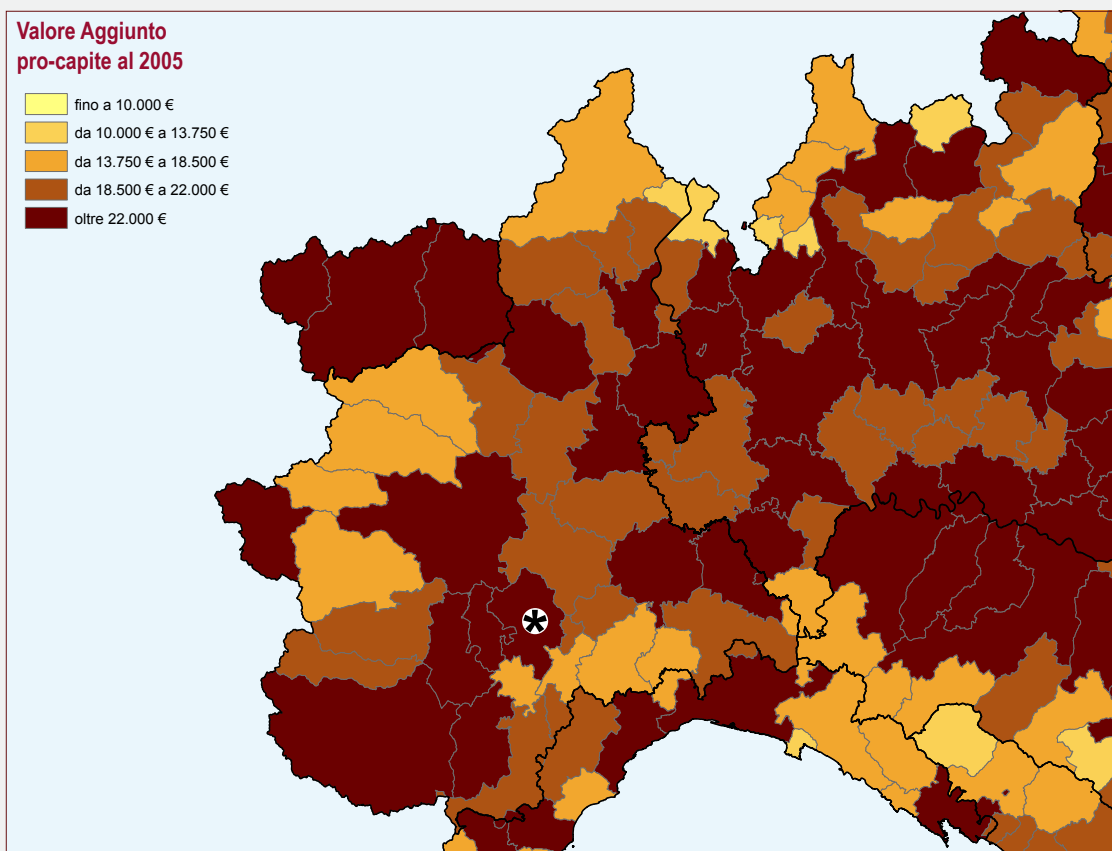 Valore Aggiunto
pro-capite al 2005
fino a 10.000 €
da 10.000 € a 13.750 €
da 13.750 € a 18.500 €
da 18.500 € a 22.000 €
oltre 22.000 €